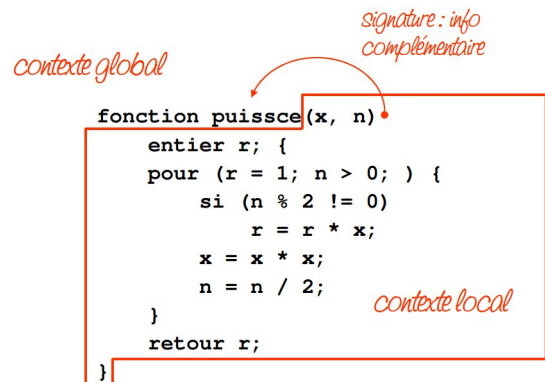 signature : info
complémentaire
contexte global
fonction puissce(x, n)
entier r; {
pour (r = 1; n > 0; ) {
si (n % 2 != 0)
r = r * x;
x = x * x;
n = n / 2;
contexte local
}
retour r;
}